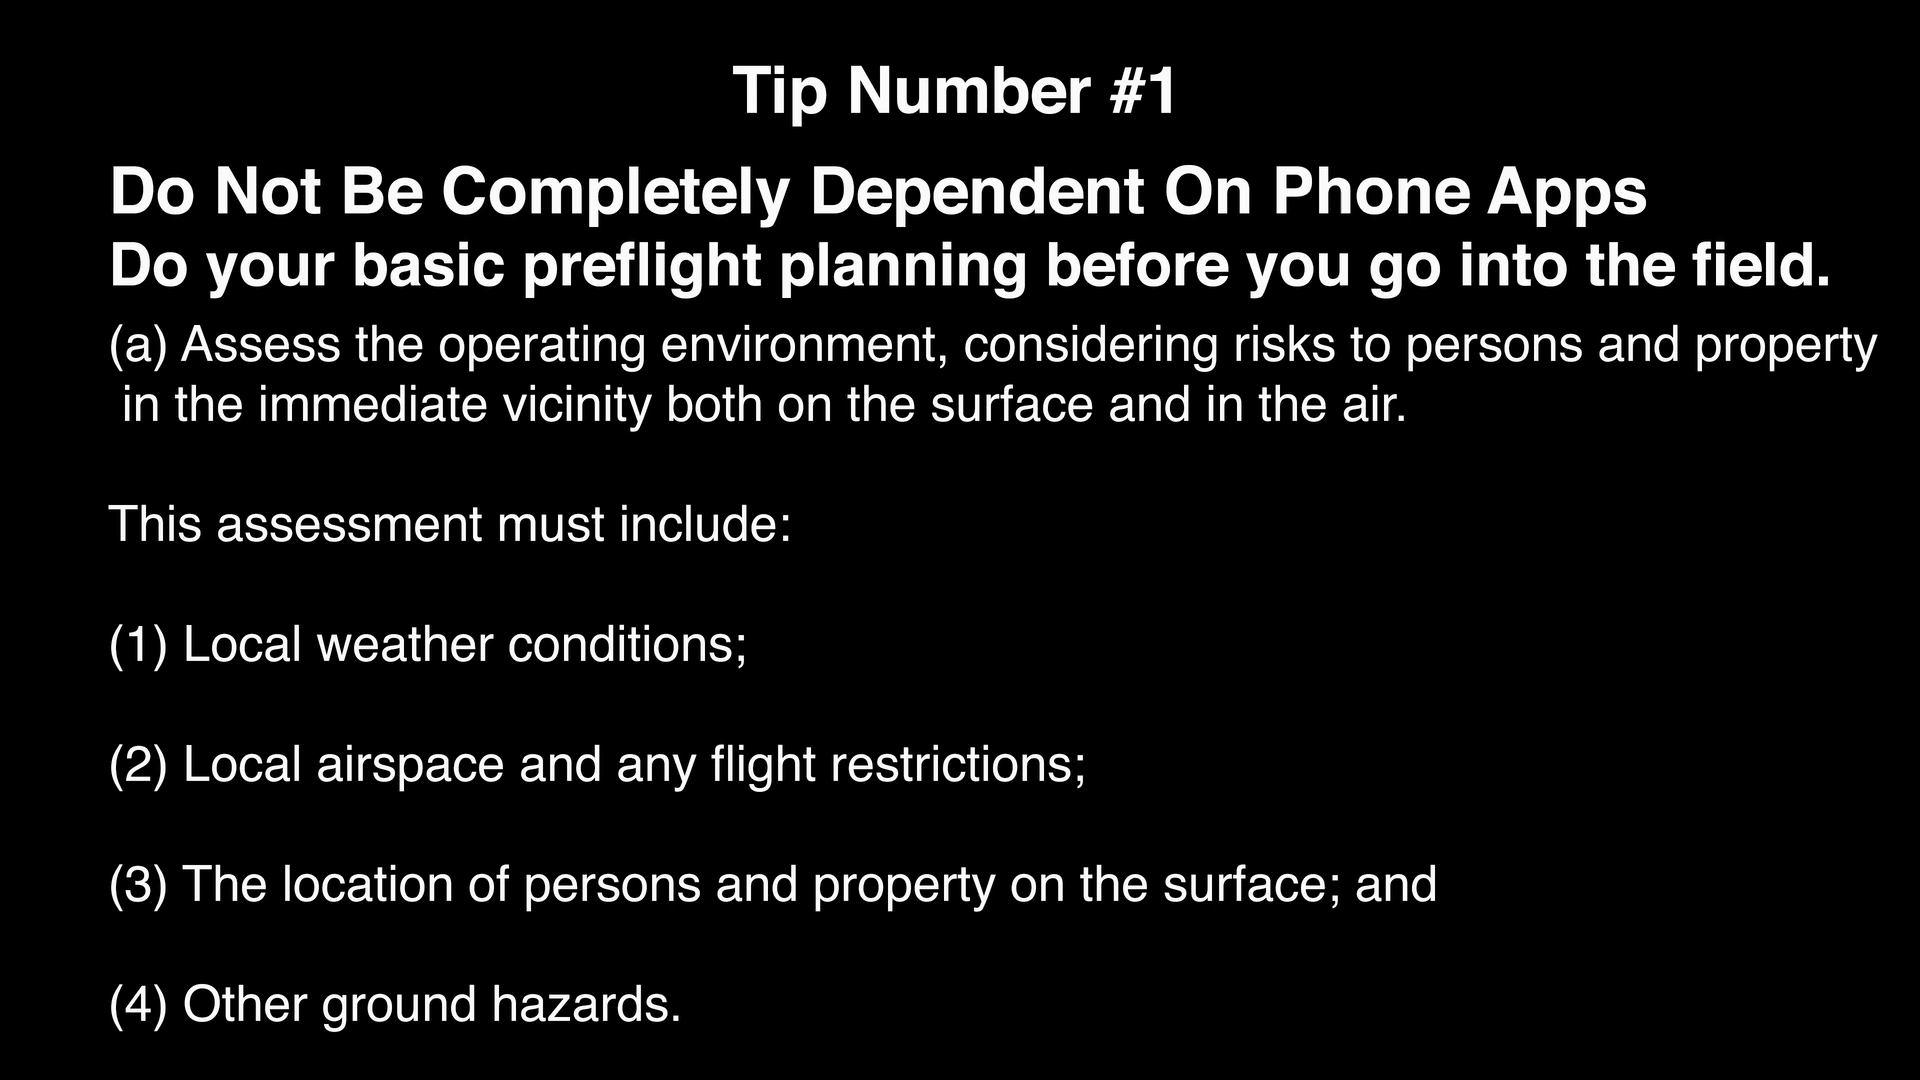 Tip Number #1
Do Not Be Completely Dependent On Phone Apps
Do your basic preflight planning before you go into the field.
(a) Assess the operating environment, considering risks to persons and property
in the immediate vicinity both on the surface and in the air.
This assessment must include:
(1) Local weather conditions;
(2) Local airspace and any flight restrictions;
(3) The location of persons and property on the surface; and
(4) Other ground hazards.